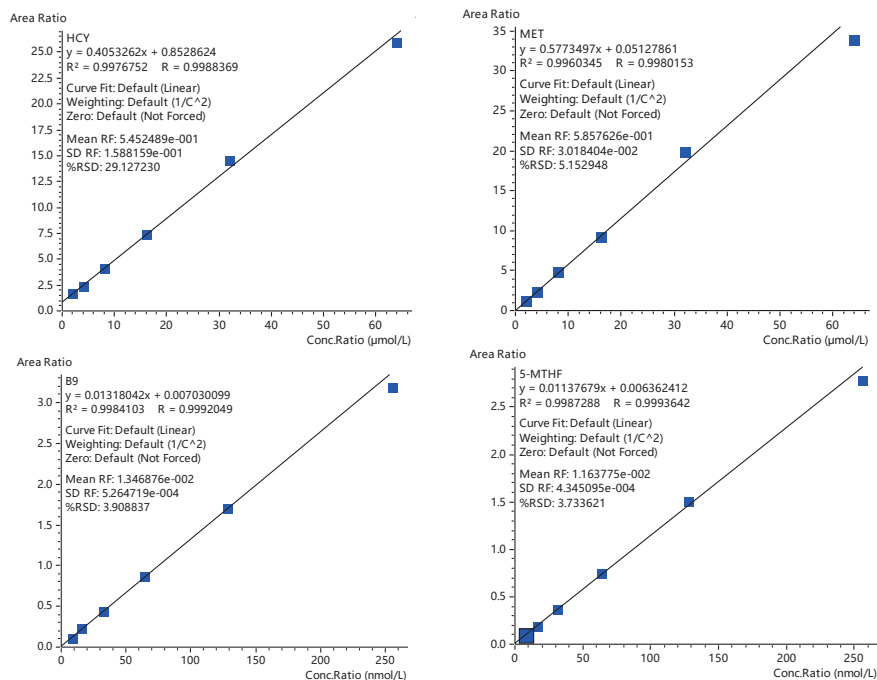 Area Ratio
HCY
y = 0.4053262x + 0.8528624
R² = 0.9976752 R = 0.9988369
Curve Fit: Default (Linear)
Weighting: Default (1/C^2)
Zero: Default (Not Forced)
Mean RF: 5.452489e-001
SD RF: 1.588159e-001
%RSD: 29.127230
25.0
22.5
20.0
17.5
15.0
12.5
10.0
7.5
5.0
2.5
0.0
0 20 40 60
Conc.Ratio (μmol/L)
Area Ratio
MET
y = 0.5773497x + 0.05127861
R² = 0.9960345 R = 0.9980153
Curve Fit: Default (Linear)
Weighting: Default (1/C^2)
Zero: Default (Not Forced)
Mean RF: 5.857626e-001
SD RF: 3.018404e-002
%RSD: 5.152948
35
30
25
20
15
10
5
0
0 20 40 60
Conc.Ratio (μmol/L)
Area Ratio
B9
y = 0.01318042x + 0.007030099
R² = 0.9984103 R = 0.9992049
Curve Fit: Default (Linear)
Weighting: Default (1/C^2)
Zero: Default (Not Forced)
Mean RF: 1.346876e-002
SD RF: 5.264719e-004
%RSD: 3.908837
3.0
2.5
2.0
1.5
1.0
0.5
0.0
0 50 100 150 200 250
Conc.Ratio (nmol/L)
Area Ratio
5-MTHF
y = 0.01137679x + 0.006362412
R² = 0.9987288 R = 0.9993642
Curve Fit: Default (Linear)
Weighting: Default (1/C^2)
Zero: Default (Not Forced)
Mean RF: 1.163775e-002
SD RF: 4.345095e-004
%RSD: 3.733621
2.5
2.0
1.5
1.0
0.5
0.0
0 50 100 150 200 250
Conc.Ratio (nmol/L)